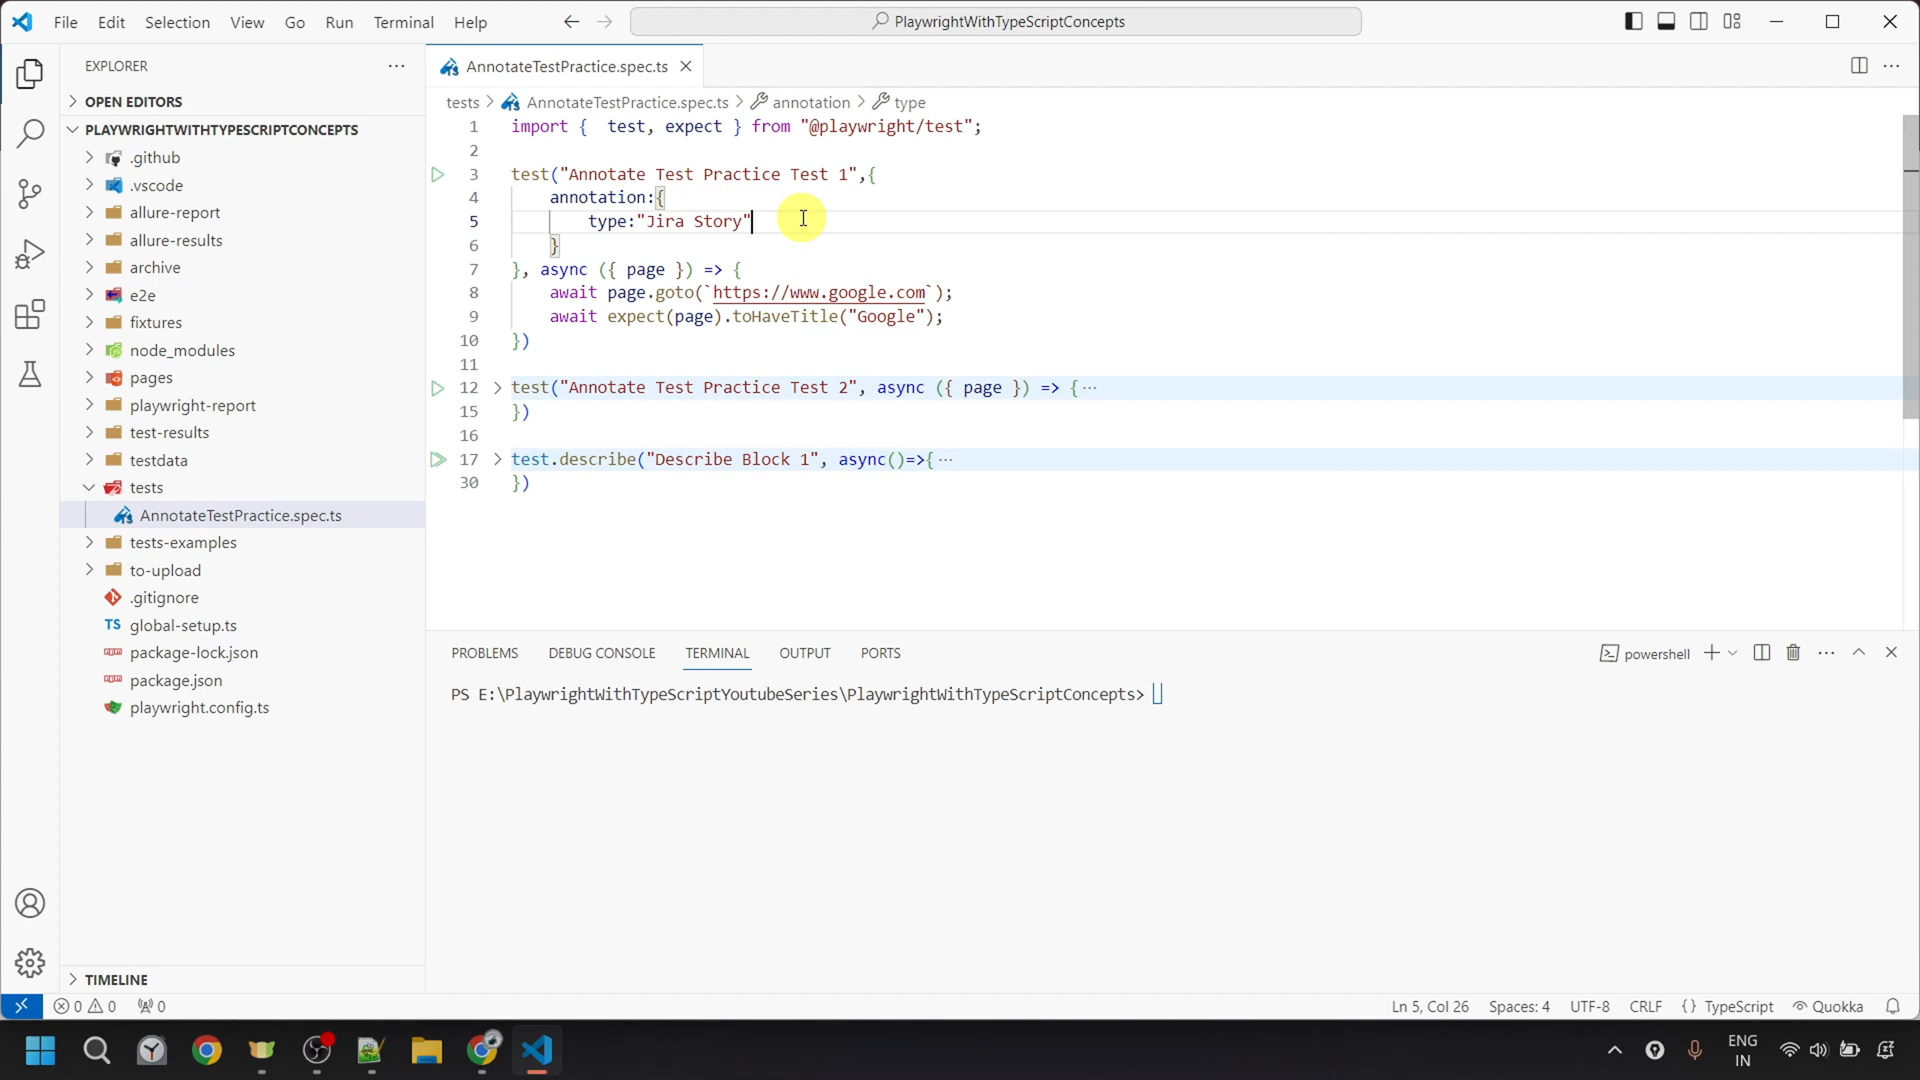 File Edit Selection View Go Run Terminal Help
PlaywrightWithTypeScriptConcepts
EXPLORER
OPEN EDITORS
PLAYWRIGHTWITHTYPESCRIPTCONCEPTS
.github
.vscode
allure-report
allure-results
archive
e2e
fixtures
node_modules
pages
playwright-report
test-results
testdata
tests
AnnotateTestPractice.spec.ts
tests-examples
to-upload
.gitignore
TS global-setup.ts
package-lock.json
package.json
playwright.config.ts
TIMELINE
AnnotateTestPractice.spec.ts
tests > AnnotateTestPractice.spec.ts > annotation > type
1 import {  test, expect } from "@playwright/test";
2
3 test("Annotate Test Practice Test 1",{
4 annotation:{
5 type:"Jira Story"
6 }
7 }, async ({ page }) => {
8 await page.goto(`https://www.google.com`);
9 await expect(page).toHaveTitle("Google");
10 })
11
12 test("Annotate Test Practice Test 2", async ({ page }) => {···
15 })
16
17 test.describe("Describe Block 1", async()=>{···
30 })
PROBLEMS DEBUG CONSOLE TERMINAL OUTPUT PORTS
powershell
PS E:\PlaywrightWithTypeScriptYoutubeSeries\PlaywrightWithTypeScriptConcepts>
0 0 0
Ln 5, Col 26 Spaces: 4 UTF-8 CRLF {} TypeScript Quokka
ENG
IN